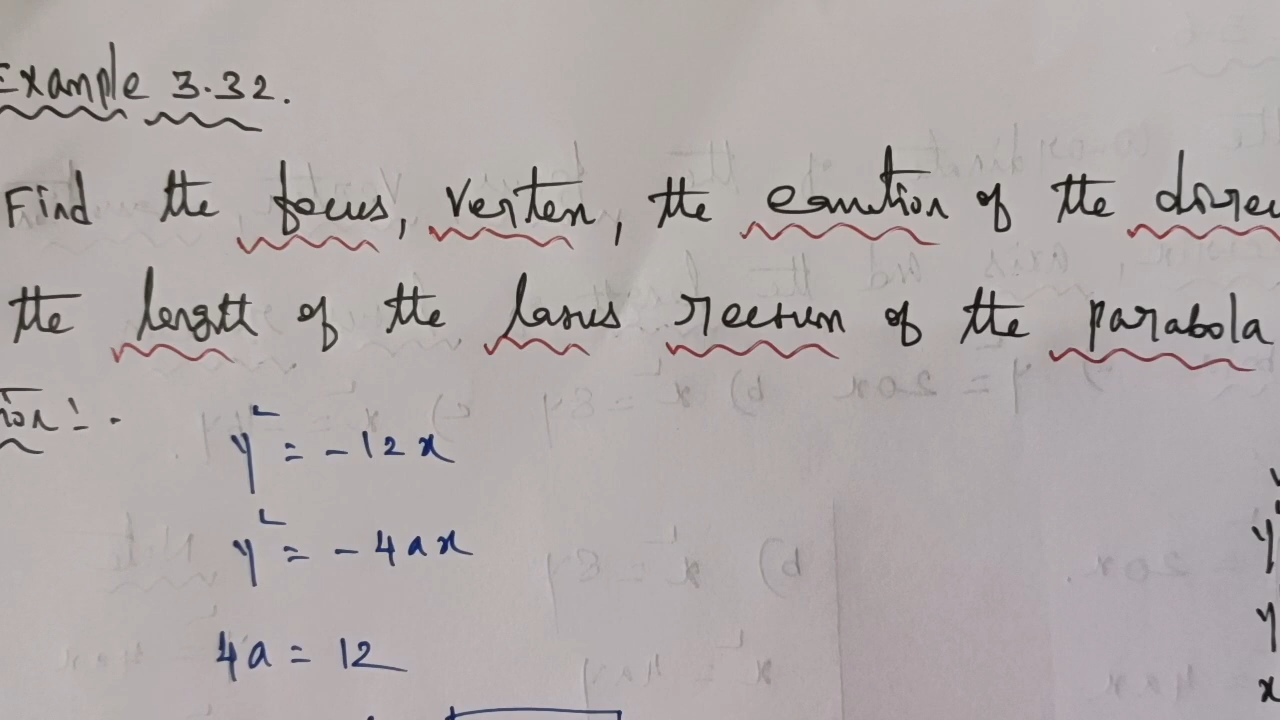 Example 3.32.
Find the focus, Vertex, the equation of the direc
the length of the latus rectum of the parabola
tion:-
y² = -12x
y² = -4ax
4a = 12
y
y
x